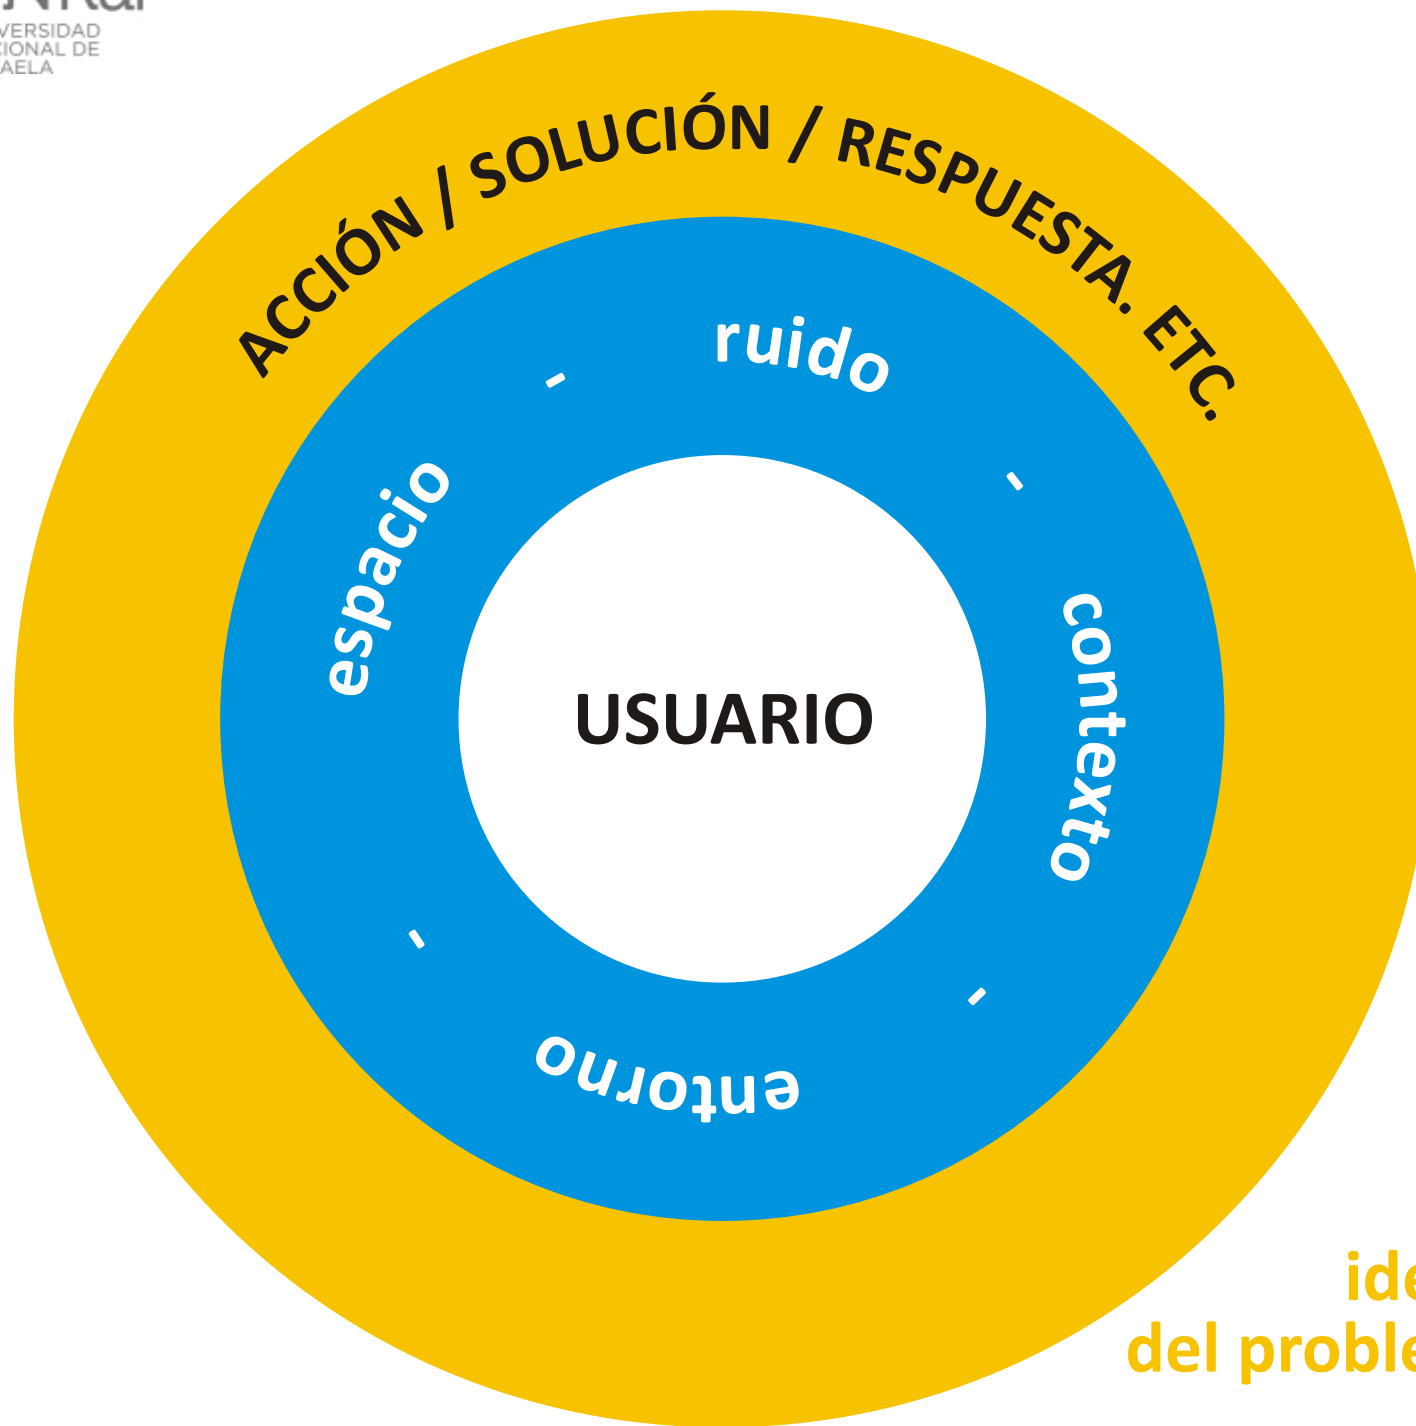 VERSIDAD
CIONAL DE
AELA
ACCIÓN / SOLUCIÓN / RESPUESTA. ETC.
espacio - ruido - contexto - entorno -
USUARIO
ide
del proble